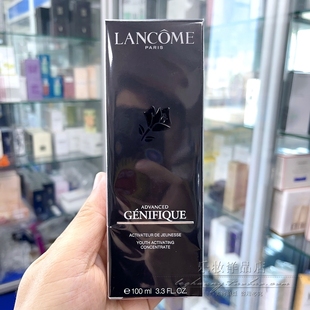 LANCÔME
PARIS
ADVANCED
GÉNIFIQUE
ACTIVATEUR DE JEUNESSE
YOUTH ACTIVATING
CONCENTRATE
℮ 100 ml 3.3 FL.OZ.